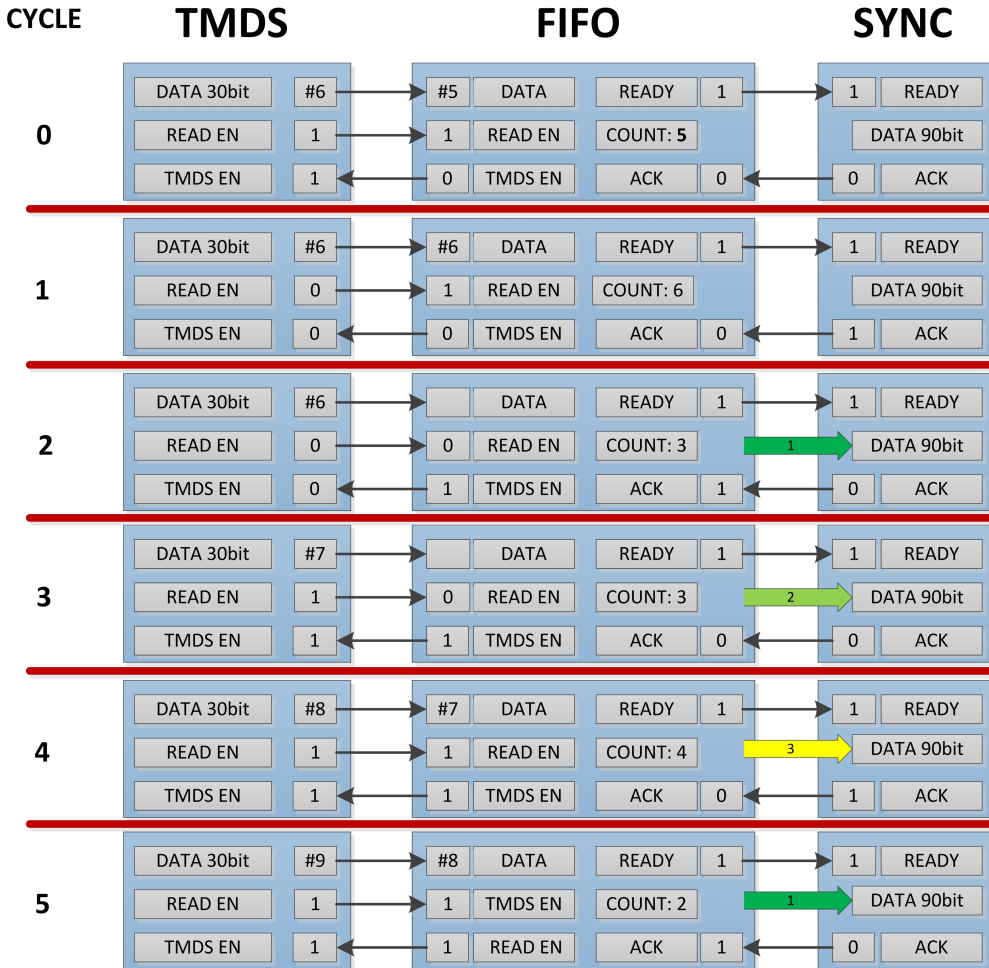 CYCLE TMDS FIFO SYNC
DATA 30bit #6 #5 DATA READY 1 1 READY
0 READ EN 1 1 READ EN COUNT: 5 DATA 90bit
TMDS EN 1 0 TMDS EN ACK 0 0 ACK
DATA 30bit #6 #6 DATA READY 1 1 READY
1 READ EN 0 1 READ EN COUNT: 6 DATA 90bit
TMDS EN 0 0 TMDS EN ACK 0 1 ACK
DATA 30bit #6 DATA READY 1 1 READY
2 READ EN 0 0 READ EN COUNT: 3 1 DATA 90bit
TMDS EN 0 1 TMDS EN ACK 1 0 ACK
DATA 30bit #7 DATA READY 1 1 READY
3 READ EN 1 0 READ EN COUNT: 3 2 DATA 90bit
TMDS EN 1 1 TMDS EN ACK 0 0 ACK
DATA 30bit #8 #7 DATA READY 1 1 READY
4 READ EN 1 1 READ EN COUNT: 4 3 DATA 90bit
TMDS EN 1 1 TMDS EN ACK 0 1 ACK
DATA 30bit #9 #8 DATA READY 1 1 READY
5 READ EN 1 1 TMDS EN COUNT: 2 1 DATA 90bit
TMDS EN 1 1 READ EN ACK 1 0 ACK